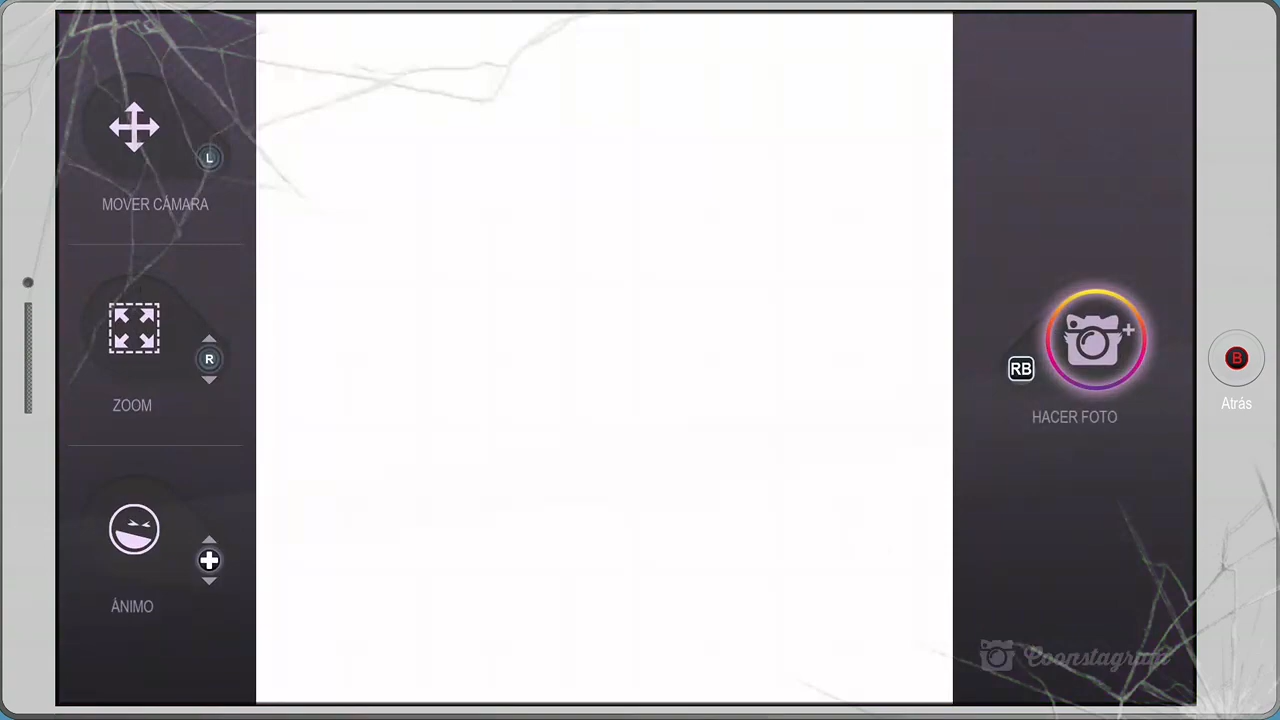 L
MOVER CÁMARA
R
ZOOM
ÁNIMO
RB
HACER FOTO
B
Atrás
Coonstagram